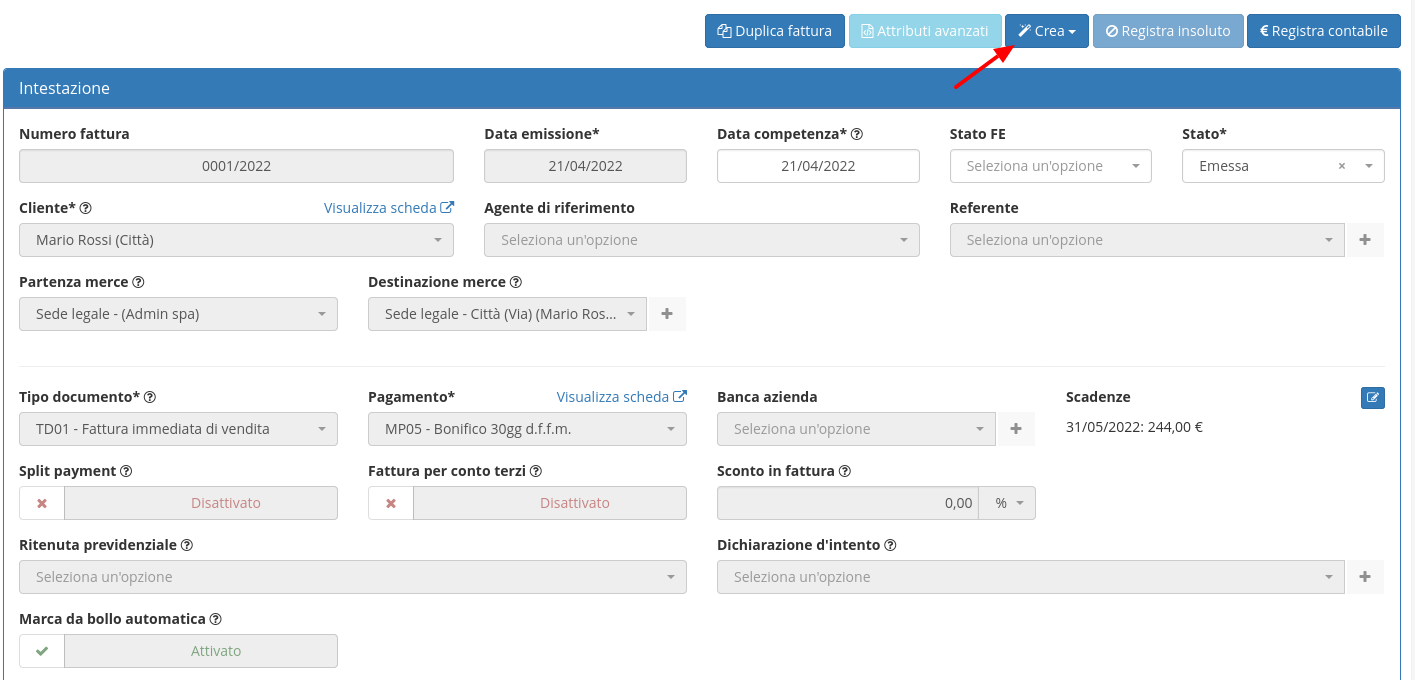 Duplica fattura Attributi avanzati Crea Registra insoluto € Registra contabile
Intestazione
Numero fattura Data emissione* Data competenza* Stato FE Stato*
0001/2022 21/04/2022 21/04/2022 Seleziona un'opzione Emessa ×
Cliente* Visualizza scheda Agente di riferimento Referente
Mario Rossi (Città) Seleziona un'opzione Seleziona un'opzione
Partenza merce Destinazione merce
Sede legale - (Admin spa) Sede legale - Città (Via) (Mario Ros...
Tipo documento* Pagamento* Visualizza scheda Banca azienda Scadenze
TD01 - Fattura immediata di vendita MP05 - Bonifico 30gg d.f.f.m. Seleziona un'opzione 31/05/2022: 244,00 €
Split payment Fattura per conto terzi Sconto in fattura
Disattivato Disattivato 0,00 %
Ritenuta previdenziale Dichiarazione d'intento
Seleziona un'opzione Seleziona un'opzione
Marca da bollo automatica
Attivato